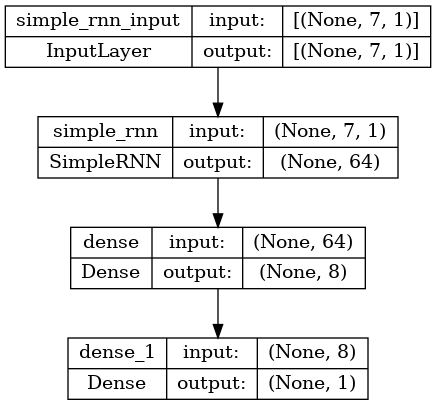 simple_rnn_input input: [(None, 7, 1)]
InputLayer output: [(None, 7, 1)]
simple_rnn input: (None, 7, 1)
SimpleRNN output: (None, 64)
dense input: (None, 64)
Dense output: (None, 8)
dense_1 input: (None, 8)
Dense output: (None, 1)